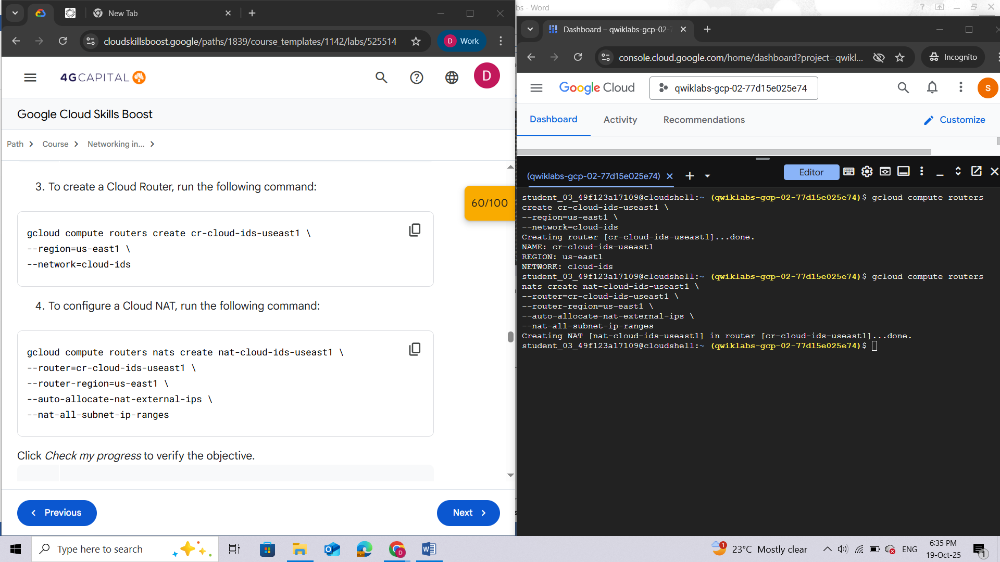 New Tab
cloudskillsboost.google/paths/1839/course_templates/1142/labs/525514
D Work
4GCAPITAL
D
Google Cloud Skills Boost
Path > Course > Networking in... >
3. To create a Cloud Router, run the following command:
60/100
gcloud compute routers create cr-cloud-ids-useast1 \
--region=us-east1 \
--network=cloud-ids
4. To configure a Cloud NAT, run the following command:
gcloud compute routers nats create nat-cloud-ids-useast1 \
--router=cr-cloud-ids-useast1 \
--router-region=us-east1 \
--auto-allocate-nat-external-ips \
--nat-all-subnet-ip-ranges
Click Check my progress to verify the objective.
Previous
Next
bs - Word
Dashboard – qwiklabs-gcp-02-7
console.cloud.google.com/home/dashboard?project=qwikl...
Incognito
Google Cloud
qwiklabs-gcp-02-77d15e025e74
S
Dashboard
Activity
Recommendations
Customize
(qwiklabs-gcp-02-77d15e025e74)
Editor
student_03_49f123a17109@cloudshell:~ (qwiklabs-gcp-02-77d15e025e74)$ gcloud compute routers
create cr-cloud-ids-useast1 \
--region=us-east1 \
--network=cloud-ids
Creating router [cr-cloud-ids-useast1]...done.
NAME: cr-cloud-ids-useast1
REGION: us-east1
NETWORK: cloud-ids
student_03_49f123a17109@cloudshell:~ (qwiklabs-gcp-02-77d15e025e74)$ gcloud compute routers
nats create nat-cloud-ids-useast1 \
--router=cr-cloud-ids-useast1 \
--router-region=us-east1 \
--auto-allocate-nat-external-ips \
--nat-all-subnet-ip-ranges
Creating NAT [nat-cloud-ids-useast1] in router [cr-cloud-ids-useast1]...done.
student_03_49f123a17109@cloudshell:~ (qwiklabs-gcp-02-77d15e025e74)$
Type here to search
1
23°C Mostly clear
ENG
6:35 PM
19-Oct-25
1